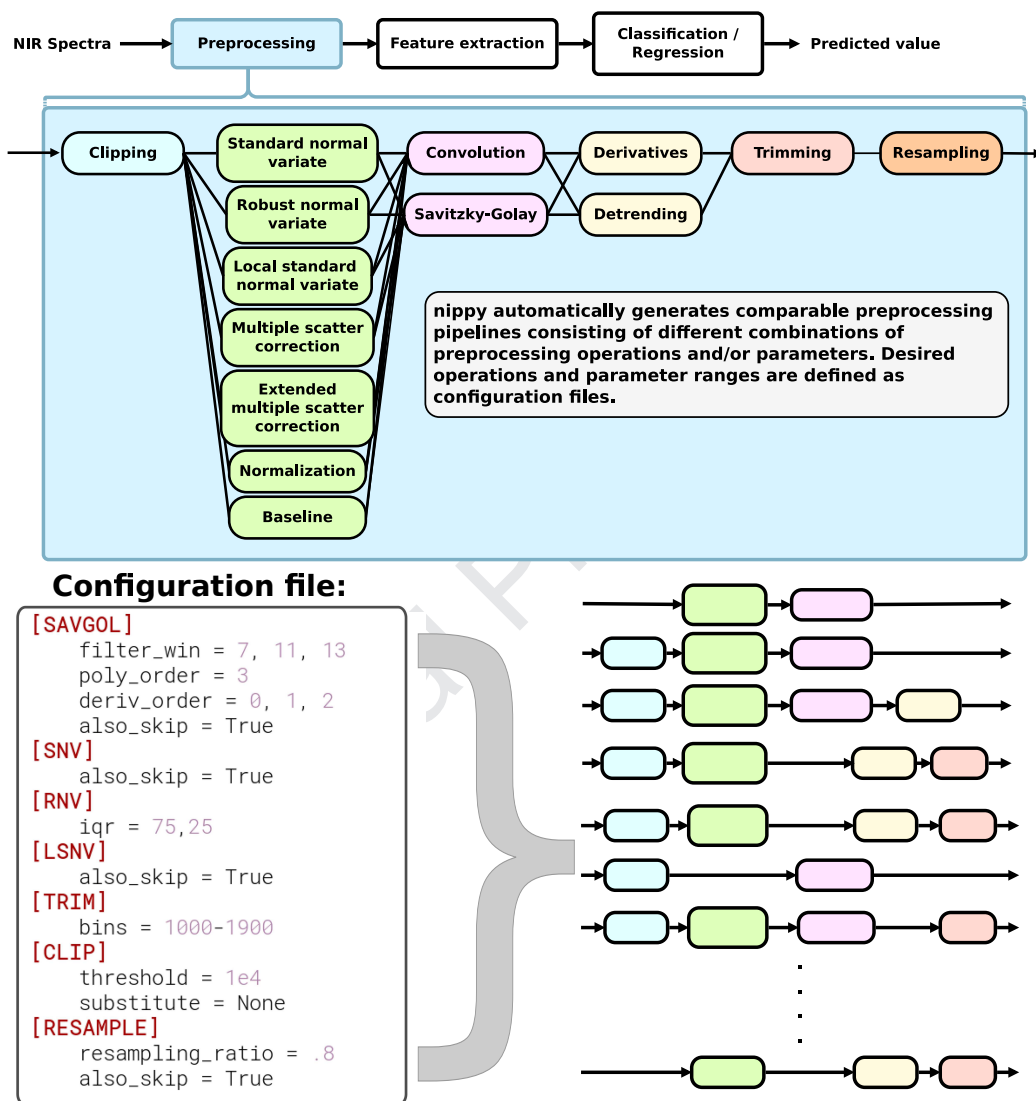 NIR Spectra
Preprocessing
Feature extraction
Classification /
Regression
Predicted value
Clipping
Standard normal
variate
Robust normal
variate
Local standard
normal variate
Multiple scatter
correction
Extended
multiple scatter
correction
Normalization
Baseline
Convolution
Savitzky-Golay
Derivatives
Detrending
Trimming
Resampling
nippy automatically generates comparable preprocessing
pipelines consisting of different combinations of
preprocessing operations and/or parameters. Desired
operations and parameter ranges are defined as
configuration files.
Configuration file:
[SAVGOL]
filter_win = 7, 11, 13
poly_order = 3
deriv_order = 0, 1, 2
also_skip = True
[SNV]
also_skip = True
[RNV]
iqr = 75,25
[LSNV]
also_skip = True
[TRIM]
bins = 1000-1900
[CLIP]
threshold = 1e4
substitute = None
[RESAMPLE]
resampling_ratio = .8
also_skip = True